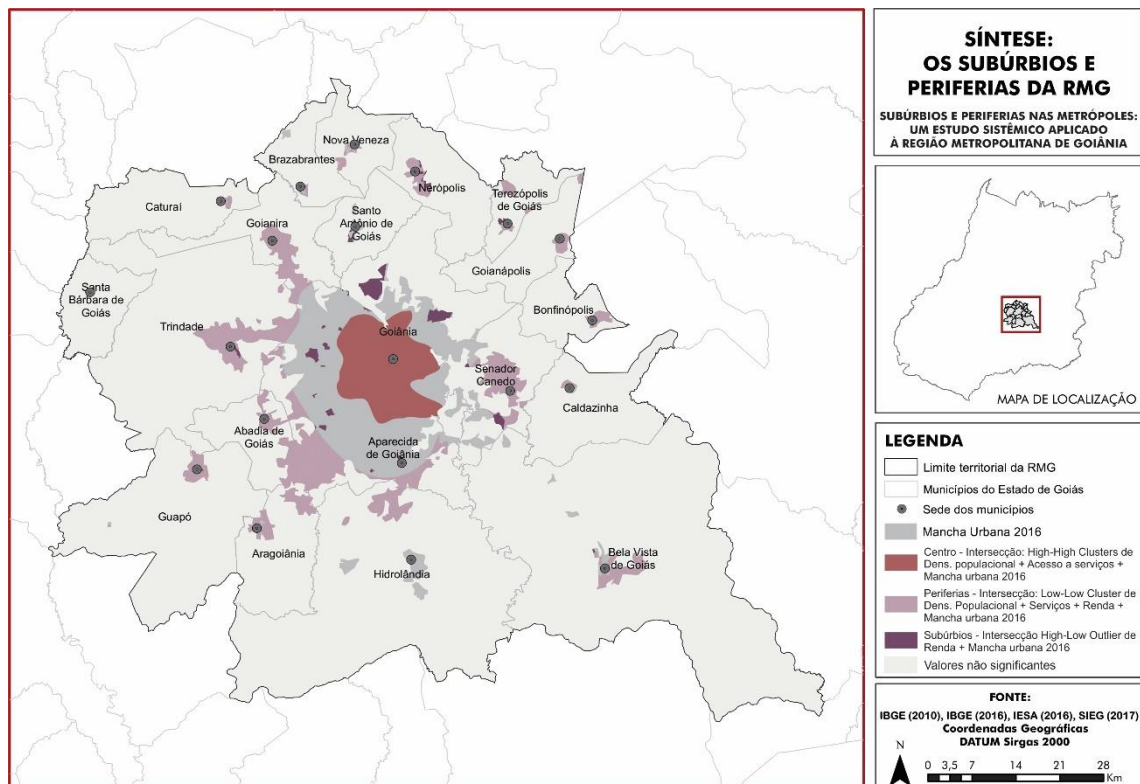 SÍNTESE:
OS SUBÚRBIOS E
PERIFERIAS DA RMG
SUBÚRBIOS E PERIFERIAS NAS METRÓPOLES:
UM ESTUDO SISTÊMICO APLICADO
À REGIÃO METROPOLITANA DE GOIÂNIA
Nova Veneza
Brazabrantes
Nerópolis
Terezópolis
de Goiás
Caturaí
Santo
Antônio de
Goiás
Goianira
Goianápolis
Santa
Bárbara de
Goiás
Bonfinópolis
Trindade
Goiânia
Senador
Canedo
Caldazinha
Abadia de
Goiás
Aparecida
de Goiânia
Guapó
Aragoiânia
Hidrolândia
Bela Vista
de Goiás
MAPA DE LOCALIZAÇÃO
LEGENDA
Limite territorial da RMG
Municípios do Estado de Goiás
Sede dos municípios
Mancha Urbana 2016
Centro - Intersecção: High-High Clusters de
Dens. populacional + Acesso a serviços +
Mancha urbana 2016
Periferias - Intersecção: Low-Low Cluster de
Dens. Populacional + Serviços + Renda +
Mancha urbana 2016
Subúrbios - Intersecção High-Low Outlier de
Renda + Mancha urbana 2016
Valores não significantes
FONTE:
IBGE (2010), IBGE (2016), IESA (2016), SIEG (2017)
Coordenadas Geográficas
DATUM Sirgas 2000
N
0 3,5 7 14 21 28
Km